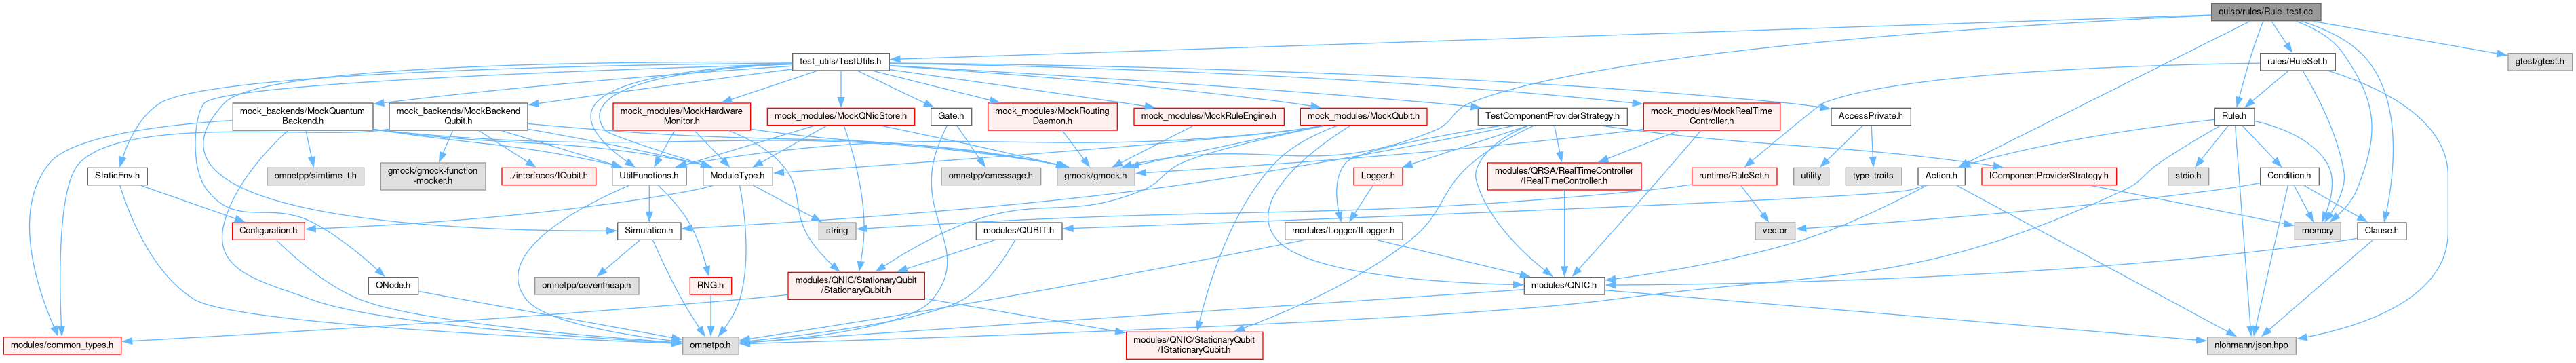 quisp/rules/Rule_test.cc
test_utils/TestUtils.h
rules/RuleSet.h
gtest/gtest.h
mock_backends/MockQuantum
Backend.h
mock_backends/MockBackend
Qubit.h
mock_modules/MockHardware
Monitor.h
mock_modules/MockQNicStore.h
Gate.h
mock_modules/MockRouting
Daemon.h
mock_modules/MockRuleEngine.h
mock_modules/MockQubit.h
TestComponentProviderStrategy.h
mock_modules/MockRealTime
Controller.h
AccessPrivate.h
Rule.h
StaticEnv.h
omnetpp/simtime_t.h
gmock/gmock-function
-mocker.h
../interfaces/IQubit.h
UtilFunctions.h
ModuleType.h
omnetpp/cmessage.h
gmock/gmock.h
Logger.h
modules/QRSA/RealTimeController
/IRealTimeController.h
runtime/RuleSet.h
utility
type_traits
Action.h
IComponentProviderStrategy.h
stdio.h
Condition.h
Configuration.h
Simulation.h
string
modules/QUBIT.h
modules/Logger/ILogger.h
vector
memory
Clause.h
QNode.h
omnetpp/ceventheap.h
RNG.h
modules/QNIC/StationaryQubit
/StationaryQubit.h
modules/QNIC.h
modules/common_types.h
omnetpp.h
modules/QNIC/StationaryQubit
/IStationaryQubit.h
nlohmann/json.hpp